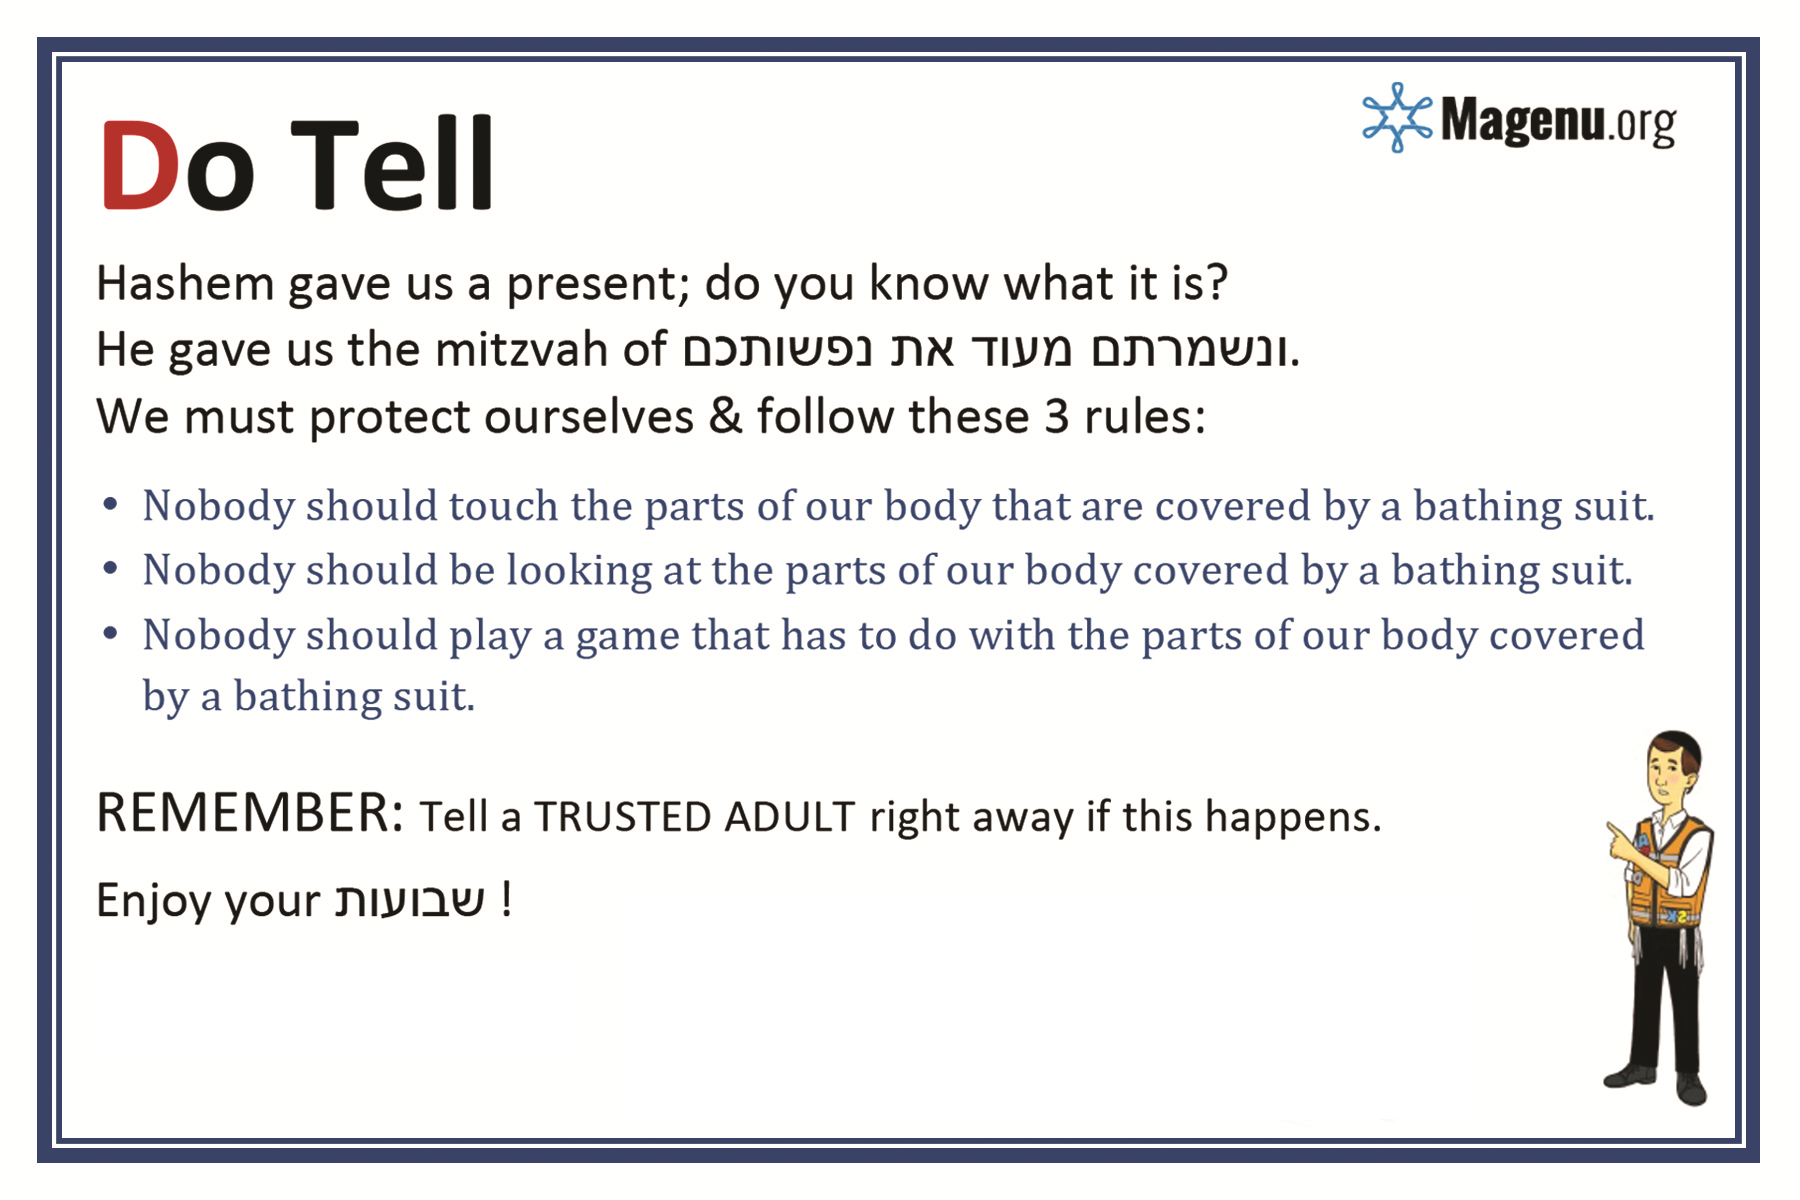 Do Tell
Magenu.org
Hashem gave us a present; do you know what it is?
He gave us the mitzvah of ונשמרתם מעוד את נפשותכם.
We must protect ourselves & follow these 3 rules:
• Nobody should touch the parts of our body that are covered by a bathing suit.
• Nobody should be looking at the parts of our body covered by a bathing suit.
• Nobody should play a game that has to do with the parts of our body covered
by a bathing suit.
REMEMBER: Tell a TRUSTED ADULT right away if this happens.
Enjoy your שבועות !